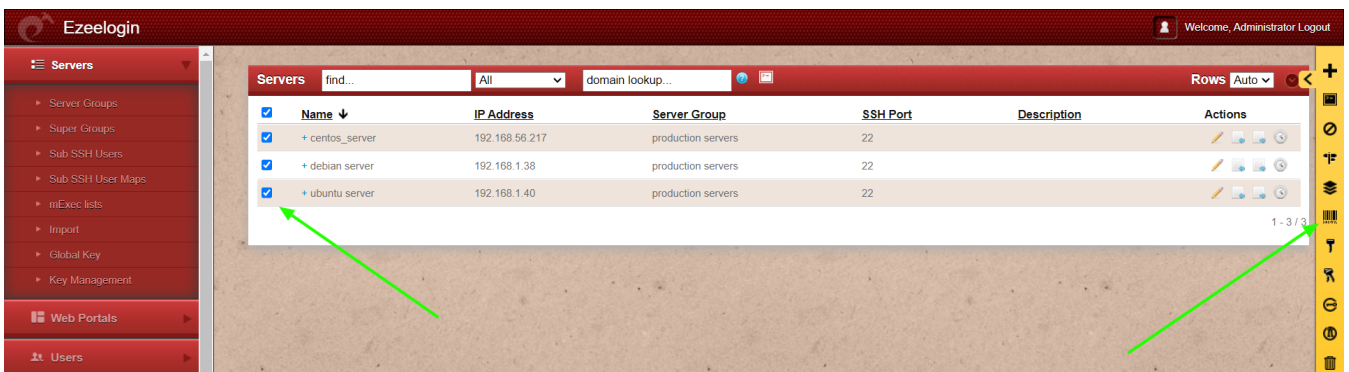 Ezeelogin
Welcome, Administrator Logout
Servers
Server Groups
Super Groups
Sub SSH Users
Sub SSH User Maps
mExec lists
Import
Global Key
Key Management
Web Portals
Users
Servers find... All domain lookup... Rows Auto
Name IP Address Server Group SSH Port Description Actions
+ centos_server 192.168.56.217 production servers 22
+ debian server 192.168.1.38 production servers 22
+ ubuntu server 192.168.1.40 production servers 22
1 - 3 / 3